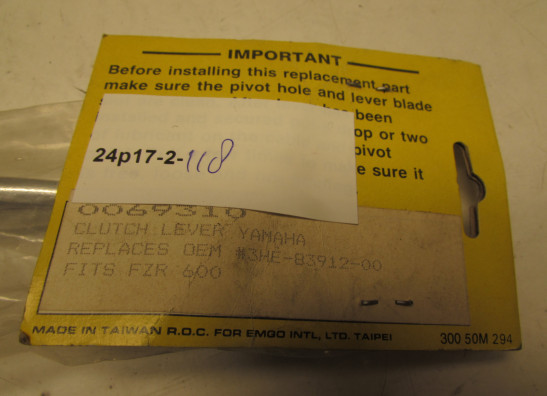 IMPORTANT
Before installing this replacement part
make sure the pivot hole and lever blade
been
op or two
pivot
e sure it
24p17-2-118
0069310
CLUTCH LEVER YAMAHA
REPLACES OEM #3HE-83912-00
FITS FZR 600
MADE IN TAIWAN R.O.C. FOR EMGO INTL, LTD. TAIPEI
300 50M 294